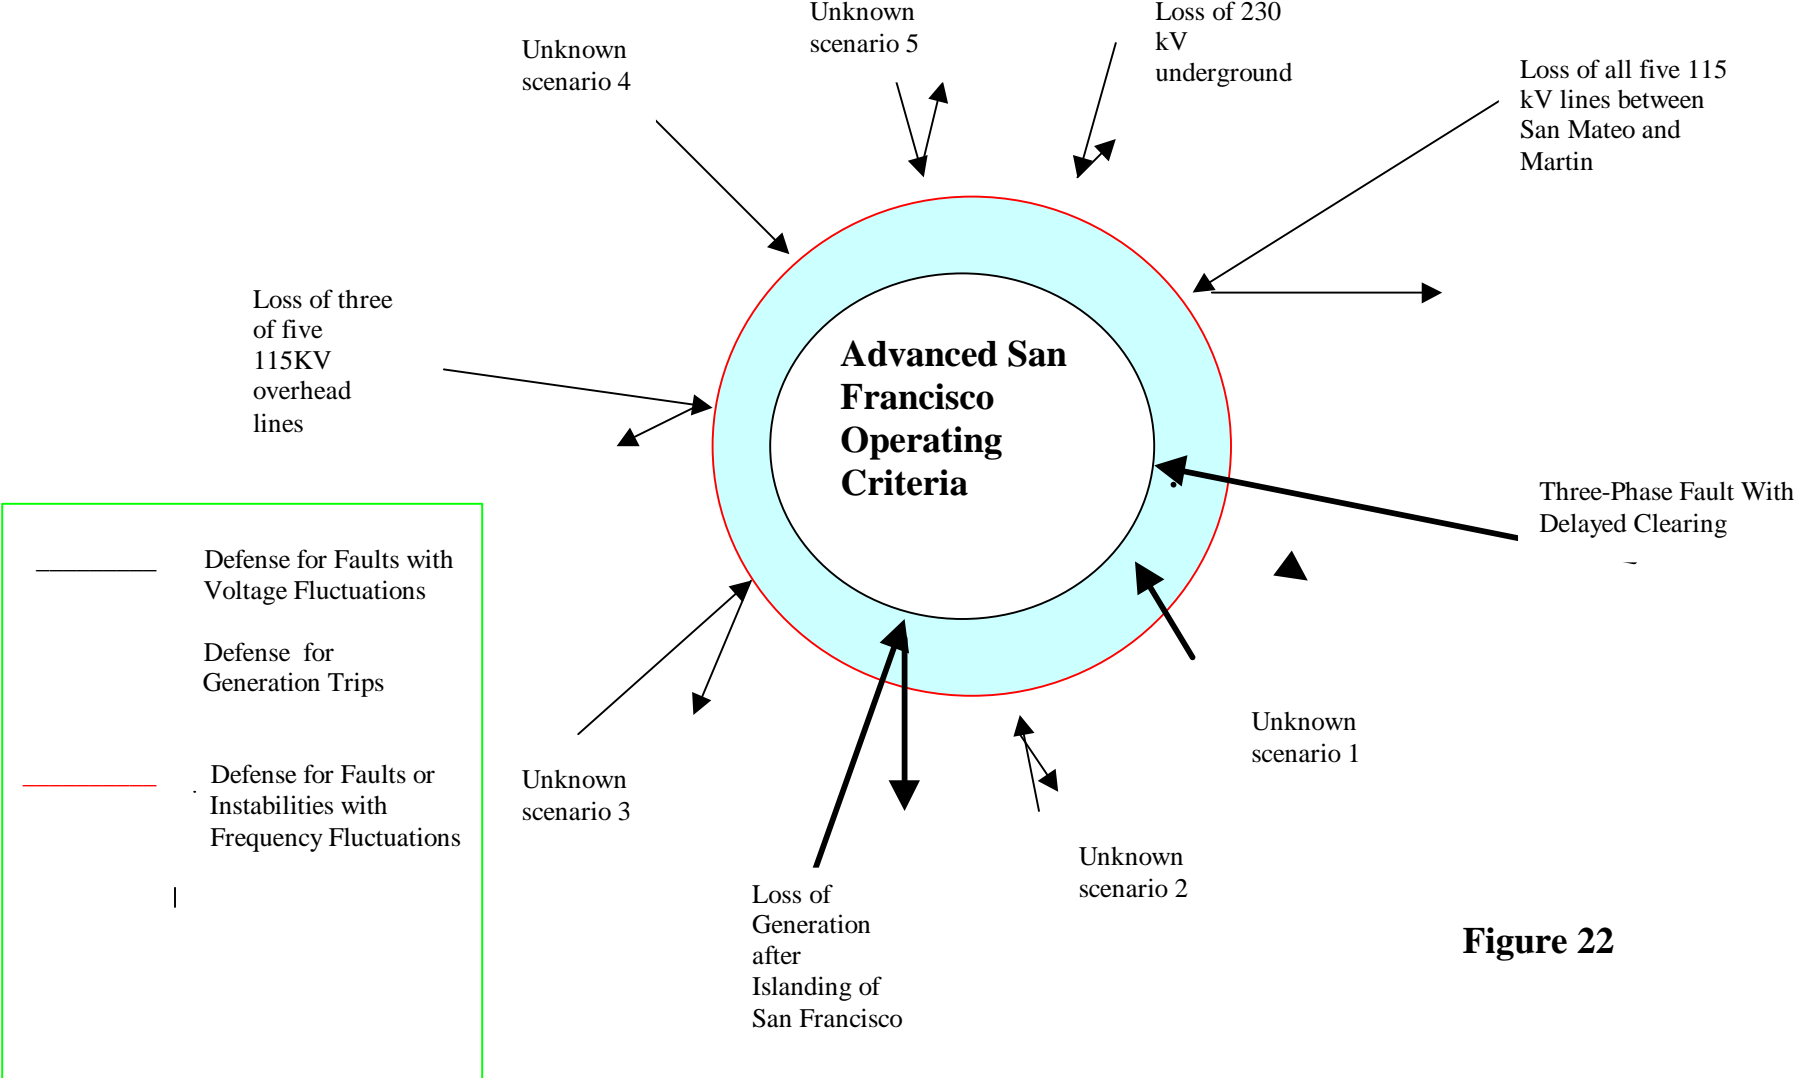 Unknown
scenario 5
Loss of 230
kV
underground
Unknown
scenario 4
Loss of all five 115
kV lines between
San Mateo and
Martin
Loss of three
of five
115KV
overhead
lines
Advanced San
Francisco
Operating
Criteria
Three-Phase Fault With
Delayed Clearing
Defense for Faults with
Voltage Fluctuations
Defense for
Generation Trips
Defense for Faults or
Instabilities with
Frequency Fluctuations
Unknown
scenario 3
Unknown
scenario 1
Unknown
scenario 2
Loss of
Generation
after
Islanding of
San Francisco
Figure 22